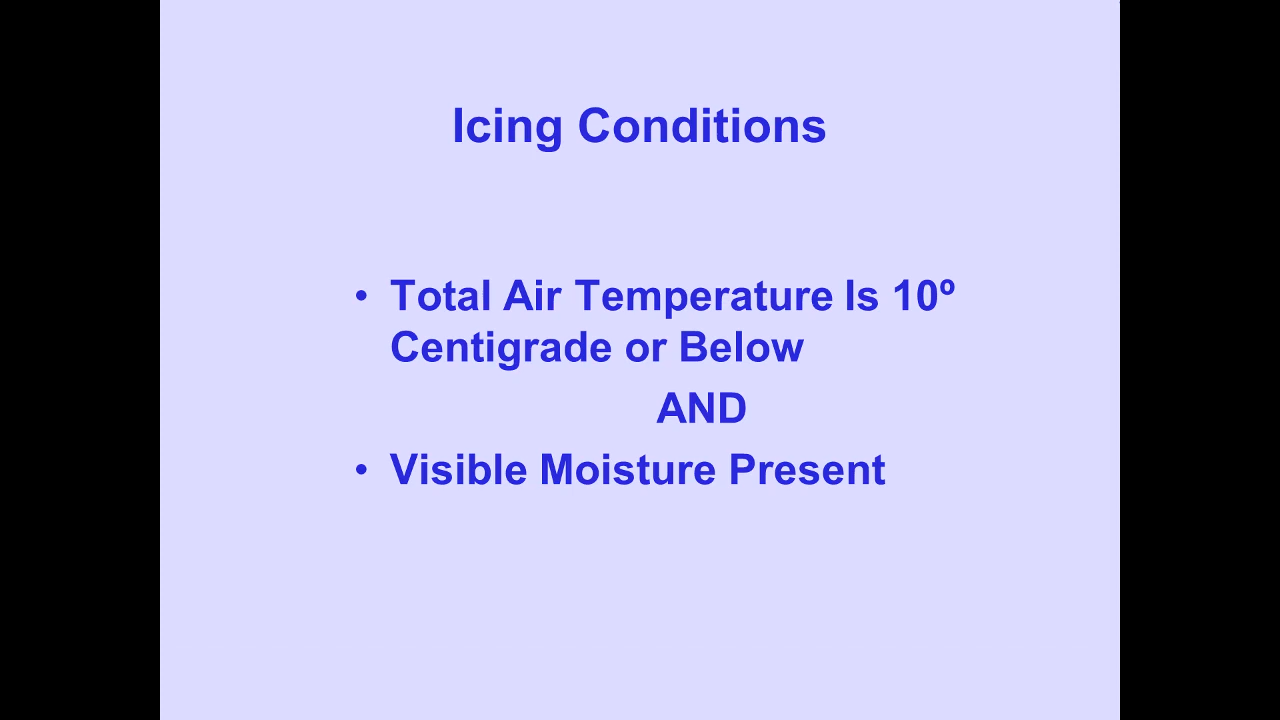 Icing Conditions
• Total Air Temperature Is 10º
Centigrade or Below
AND
• Visible Moisture Present